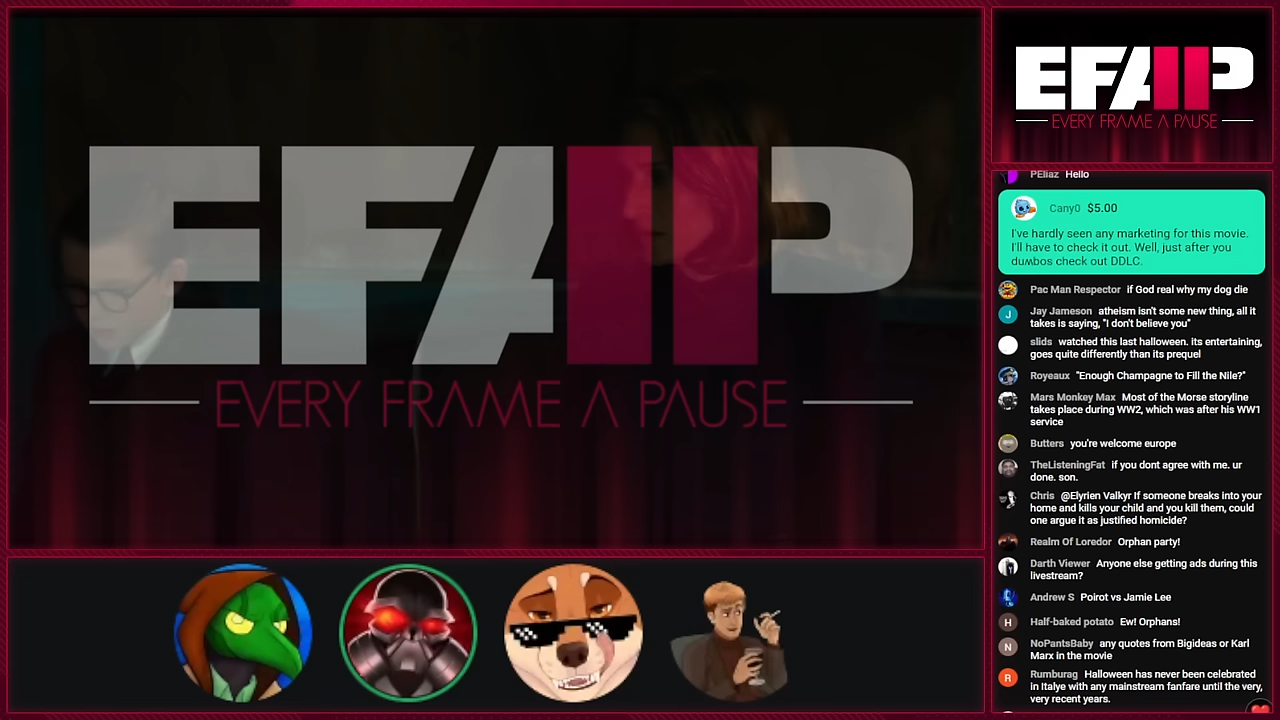 EFAP
EVERY FRAME A PAUSE
EFAP
EVERY FRAME A PAUSE
PEliaz Hello
Cany0 $5.00
I've hardly seen any marketing for this movie.
I'll have to check it out. Well, just after you
dumbos check out DDLC.
Pac Man Respector if God real why my dog die
J
Jay Jameson atheism isn't some new thing, all it
takes is saying, "I don't believe you"
slids watched this last halloween. its entertaining,
goes quite differently than its prequel
Royeaux "Enough Champagne to Fill the Nile?"
Mars Monkey Max Most of the Morse storyline
takes place during WW2, which was after his WW1
service
Butters you're welcome europe
TheListeningFat if you dont agree with me. ur
done. son.
Chris @Elyrien Valkyr If someone breaks into your
home and kills your child and you kill them, could
one argue it as justified homicide?
Realm Of Loredor Orphan party!
Darth Viewer Anyone else getting ads during this
livestream?
Andrew S Poirot vs Jamie Lee
H
Half-baked potato Ew! Orphans!
N
NoPantsBaby any quotes from Bigideas or Karl
Marx in the movie
R
Rumburag Halloween has never been celebrated
in Italye with any mainstream fanfare until the very,
very recent years.